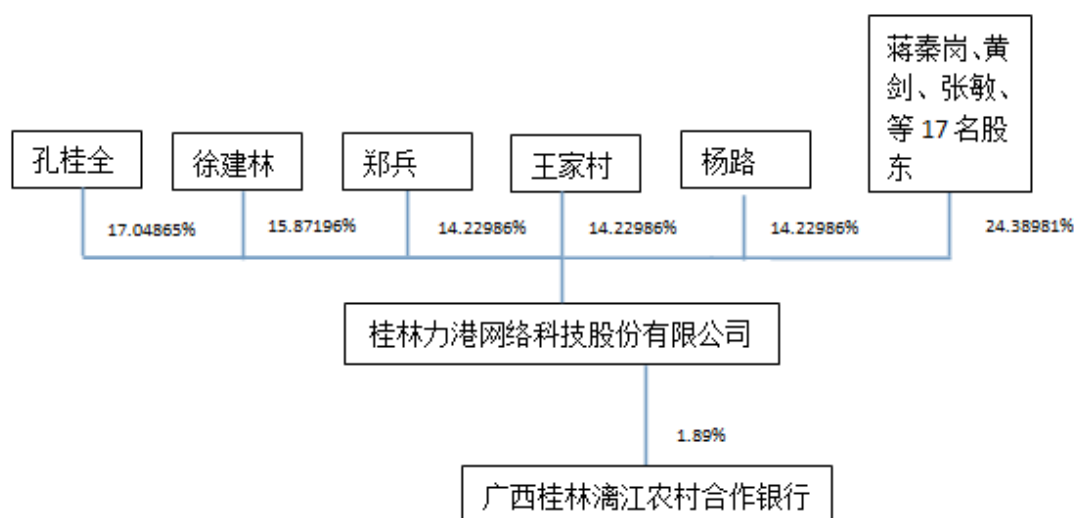 蒋秦岗、黄
剑、张敏、
等 17 名股
东
孔桂全
徐建林
郑兵
王家村
杨路
17.04865%
15.87196%
14.22986%
14.22986%
14.22986%
24.38981%
桂林力港网络科技股份有限公司
1.89%
广西桂林漓江农村合作银行